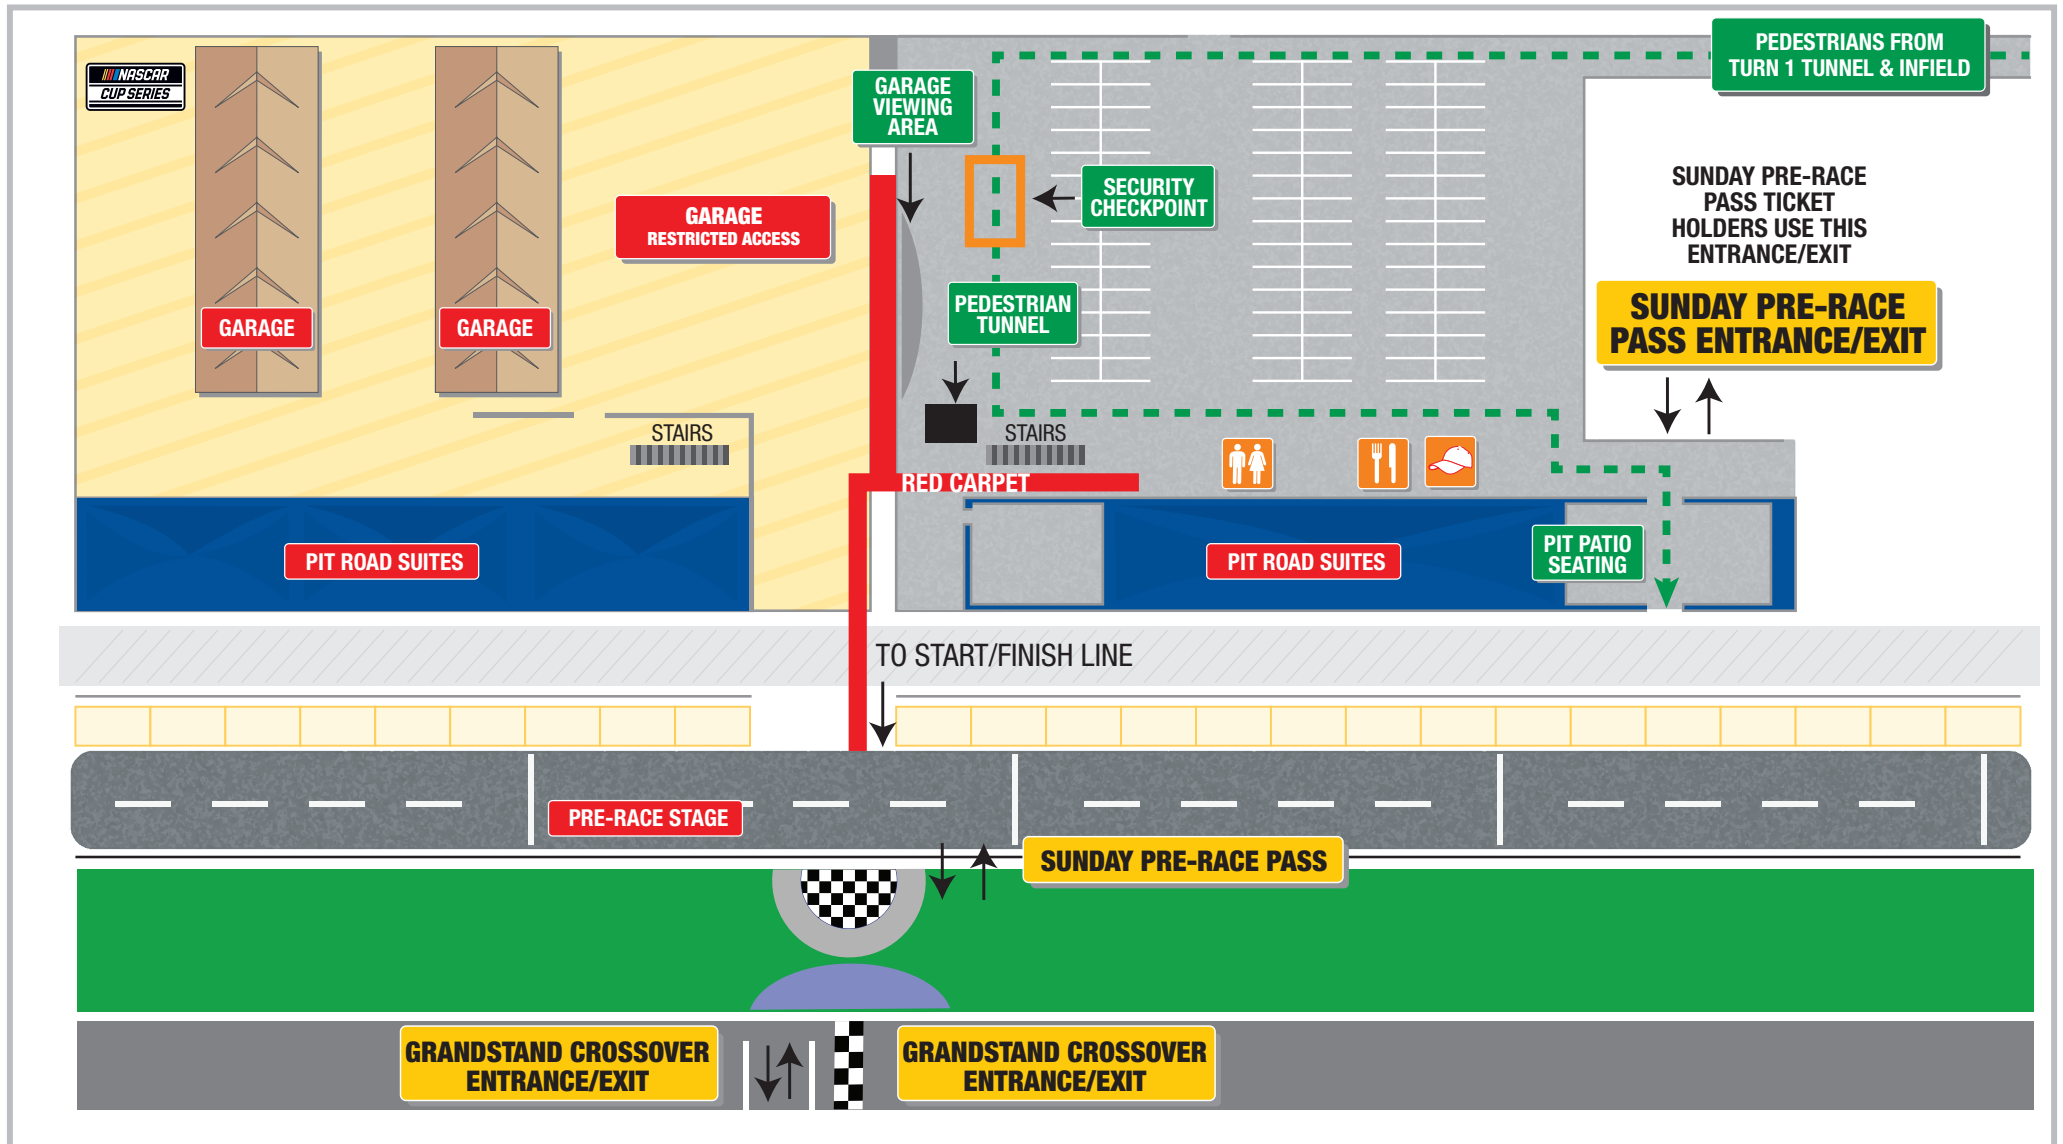 NASCAR
CUP SERIES
GARAGE
VIEWING
AREA
PEDESTRIANS FROM
TURN 1 TUNNEL & INFIELD
SECURITY
CHECKPOINT
SUNDAY PRE-RACE
PASS TICKET
HOLDERS USE THIS
ENTRANCE/EXIT
GARAGE
RESTRICTED ACCESS
PEDESTRIAN
TUNNEL
SUNDAY PRE-RACE
PASS ENTRANCE/EXIT
GARAGE
GARAGE
STAIRS
STAIRS
RED CARPET
PIT ROAD SUITES
PIT ROAD SUITES
PIT PATIO
SEATING
TO START/FINISH LINE
PRE-RACE STAGE
SUNDAY PRE-RACE PASS
GRANDSTAND CROSSOVER
ENTRANCE/EXIT
GRANDSTAND CROSSOVER
ENTRANCE/EXIT